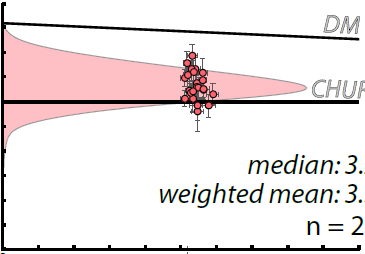 DM
CHUR
median: 3.
weighted mean: 3.
n = 2